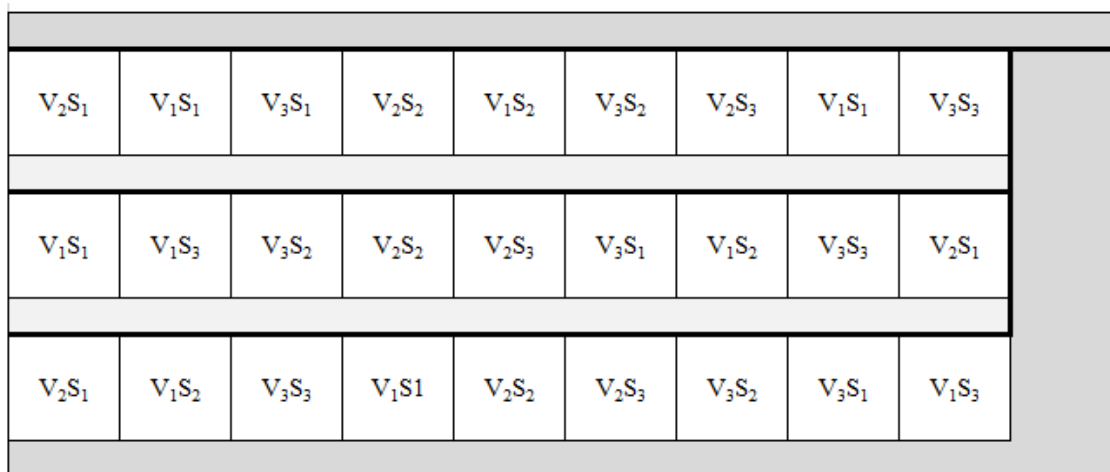 V₂S₁ V₁S₁ V₃S₁ V₂S₂ V₁S₂ V₃S₂ V₂S₃ V₁S₁ V₃S₃
V₁S₁ V₁S₃ V₃S₂ V₂S₂ V₂S₃ V₃S₁ V₁S₂ V₃S₃ V₂S₁
V₂S₁ V₁S₂ V₃S₃ V₁S1 V₂S₂ V₂S₃ V₃S₂ V₃S₁ V₁S₃